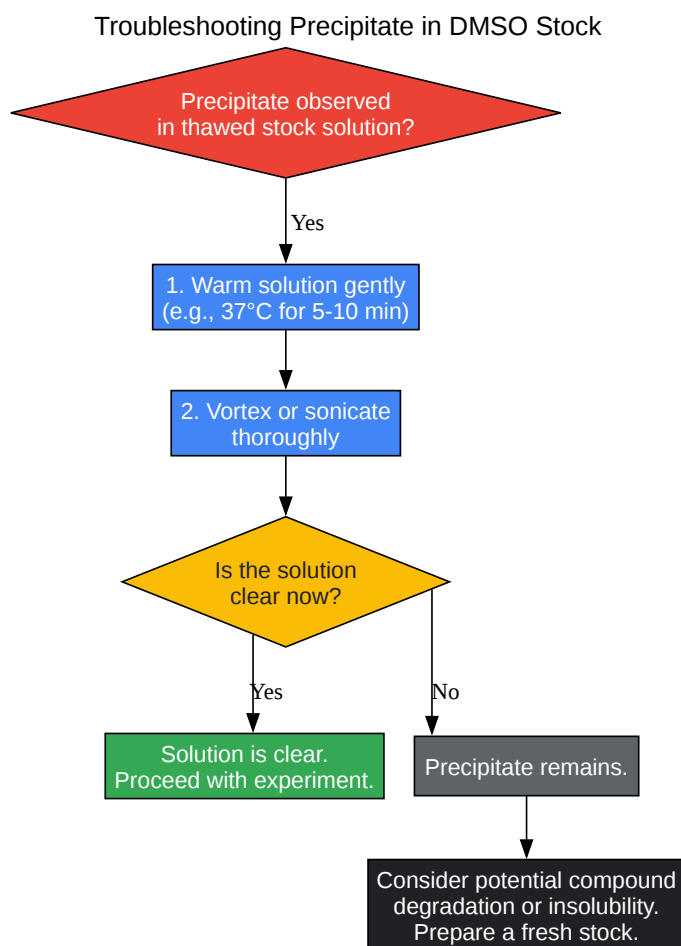 Troubleshooting Precipitate in DMSO Stock
Precipitate observed
in thawed stock solution?
Yes
1. Warm solution gently
(e.g., 37°C for 5-10 min)
2. Vortex or sonicate
thoroughly
Is the solution
clear now?
Yes
No
Solution is clear.
Proceed with experiment.
Precipitate remains.
Consider potential compound
degradation or insolubility.
Prepare a fresh stock.